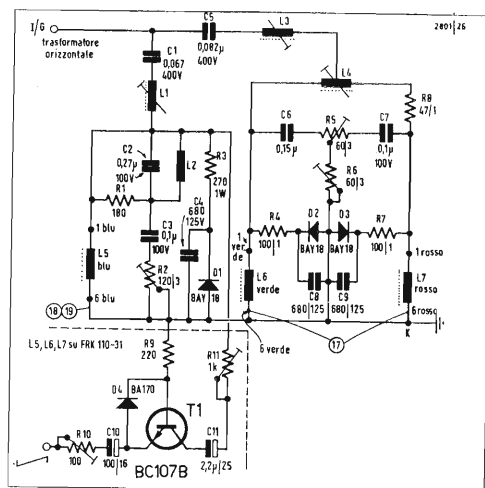 I/G
trasformatore
orizzontale
C5
0,082µ
400V
L3
2801/26
C1
0,067
400V
L1
L4
R8
47/1
C6
0,15µ
R5
60/3
C7
0,1µ
100V
C2
0,27µ
100V
L2
R3
270
1W
R6
60/3
R1
180
C4
680
125V
C3
0,1µ
100V
1 blu
L5
blu
6 blu
R2
120/3
D1
BAY 18
1
ver
de
R4
100/1
D2
BAY18
D3
BAY 18
R7
100/1
1 rosso
L6
verde
C8
680/125
C9
680/125
L7
rosso
6 rosso
K
18 19
17
6 verde
L5, L6, L7 su FRK 110-31
R9
220
R11
1k
D4
BA170
T1
R10
100
C10
100/16
BC107B
C11
2,2µ/25